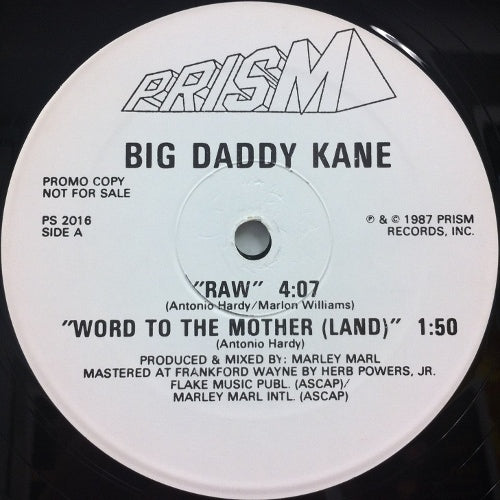 PRISM
BIG DADDY KANE
PROMO COPY
NOT FOR SALE
PS 2016
SIDE A
℗ & © 1987 PRISM
RECORDS, INC.
"RAW" 4:07
(Antonio Hardy/Marlon Williams)
"WORD TO THE MOTHER (LAND)" 1:50
(Antonio Hardy)
PRODUCED & MIXED BY: MARLEY MARL
MASTERED AT FRANKFORD WAYNE BY HERB POWERS, JR.
FLAKE MUSIC PUBL. (ASCAP)/
MARLEY MARL INTL. (ASCAP)